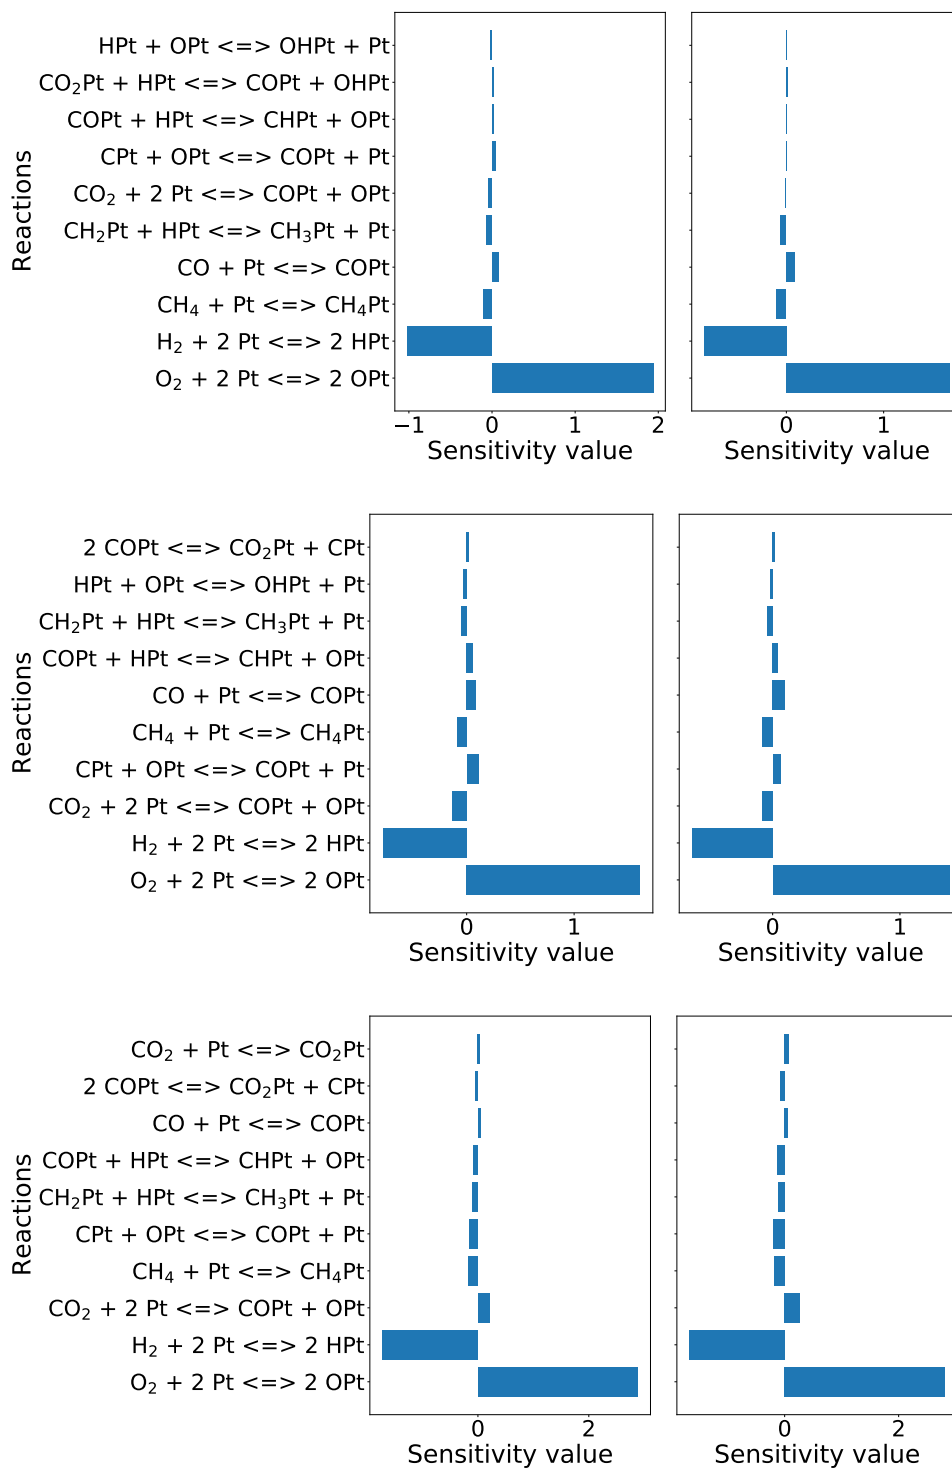 HPt + OPt <=> OHPt + Pt
CO₂Pt + HPt <=> COPt + OHPt
COPt + HPt <=> CHPt + OPt
CPt + OPt <=> COPt + Pt
CO₂ + 2 Pt <=> COPt + OPt
CH₂Pt + HPt <=> CH₃Pt + Pt
CO + Pt <=> COPt
CH₄ + Pt <=> CH₄Pt
H₂ + 2 Pt <=> 2 HPt
O₂ + 2 Pt <=> 2 OPt
Reactions
−1 0 1 2
Sensitivity value
0 1
Sensitivity value
2 COPt <=> CO₂Pt + CPt
HPt + OPt <=> OHPt + Pt
CH₂Pt + HPt <=> CH₃Pt + Pt
COPt + HPt <=> CHPt + OPt
CO + Pt <=> COPt
CH₄ + Pt <=> CH₄Pt
CPt + OPt <=> COPt + Pt
CO₂ + 2 Pt <=> COPt + OPt
H₂ + 2 Pt <=> 2 HPt
O₂ + 2 Pt <=> 2 OPt
Reactions
0 1
Sensitivity value
0 1
Sensitivity value
CO₂ + Pt <=> CO₂Pt
2 COPt <=> CO₂Pt + CPt
CO + Pt <=> COPt
COPt + HPt <=> CHPt + OPt
CH₂Pt + HPt <=> CH₃Pt + Pt
CPt + OPt <=> COPt + Pt
CH₄ + Pt <=> CH₄Pt
CO₂ + 2 Pt <=> COPt + OPt
H₂ + 2 Pt <=> 2 HPt
O₂ + 2 Pt <=> 2 OPt
Reactions
0 2
Sensitivity value
0 2
Sensitivity value